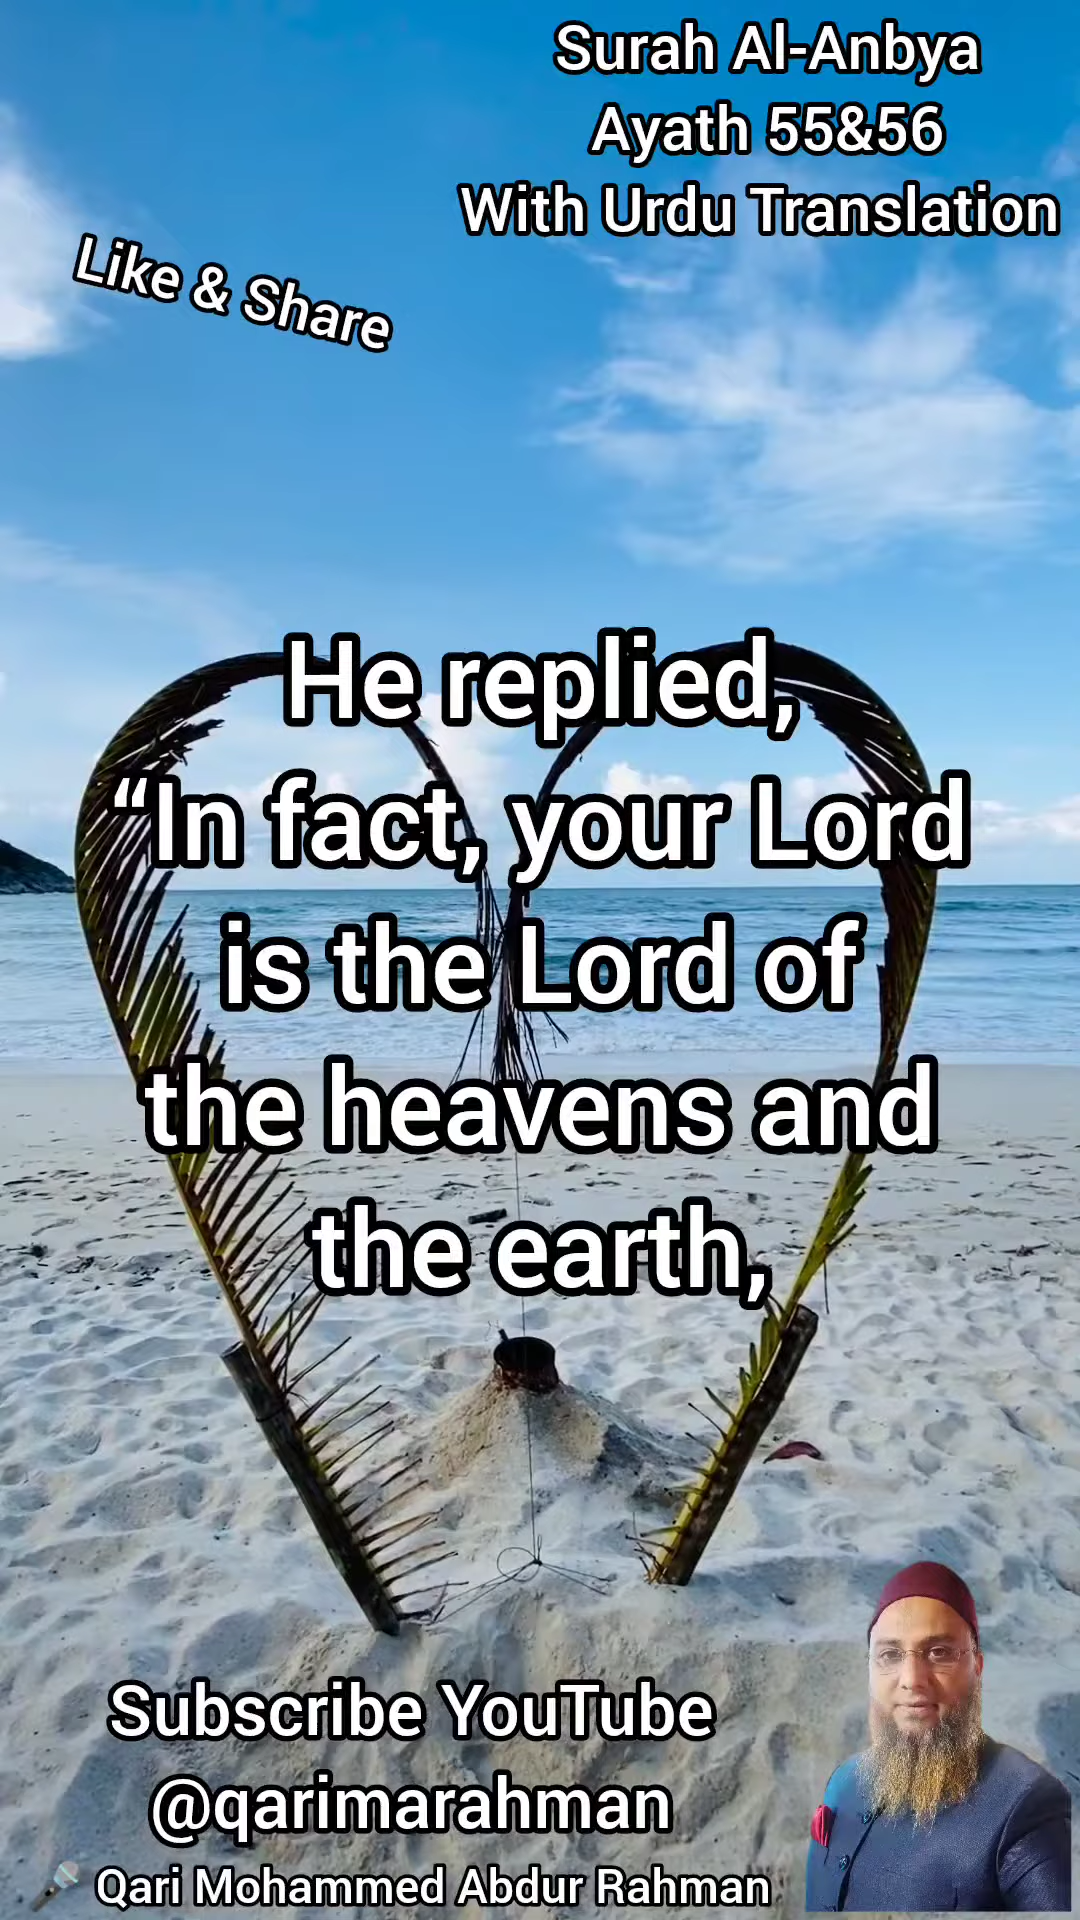 Surah Al-Anbya
Ayath 55&56
With Urdu Translation
Like & Share
He replied,
“In fact, your Lord
is the Lord of
the heavens and
the earth,
Subscribe YouTube
@qarimarahman
Qari Mohammed Abdur Rahman